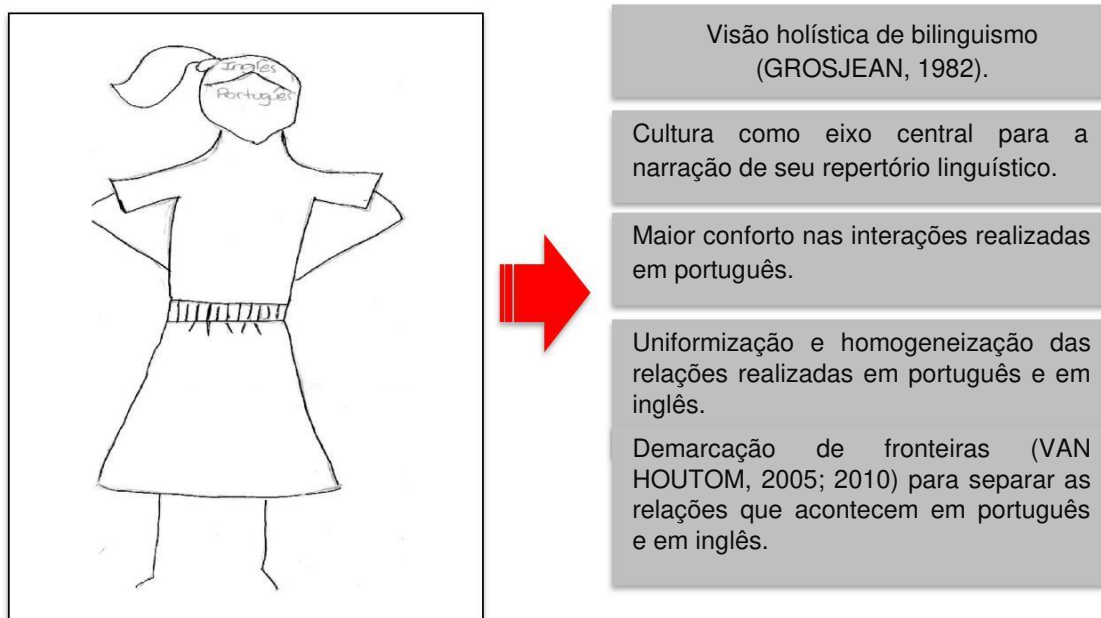 Inglês
Português
Visão holística de bilinguismo
(GROSJEAN, 1982).
Cultura como eixo central para a
narração de seu repertório linguístico.
Maior conforto nas interações realizadas
em português.
Uniformização e homogeneização das
relações realizadas em português e em
inglês.
Demarcação de fronteiras (VAN
HOUTOM, 2005; 2010) para separar as
relações que acontecem em português
e em inglês.